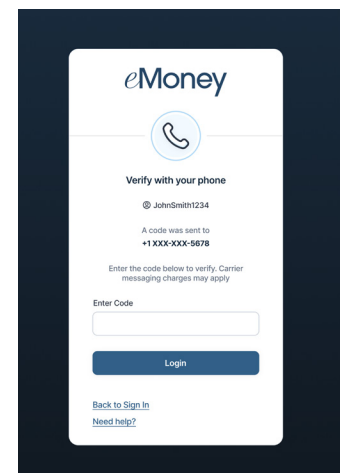 eMoney
Verify with your phone
JohnSmith1234
A code was sent to
+1 XXX-XXX-5678
Enter the code below to verify. Carrier
messaging charges may apply
Enter Code
Login
Back to Sign In
Need help?